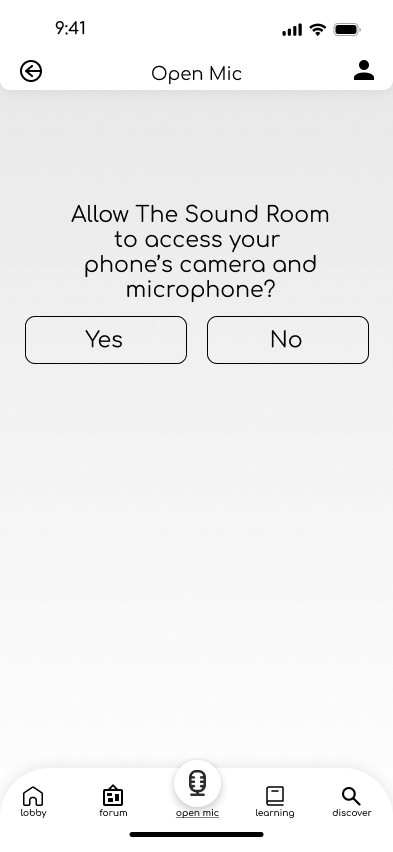 9:41
Open Mic
Allow The Sound Room
to access your
phone's camera and
microphone?
Yes
No
lobby
forum
open mic
learning
discover